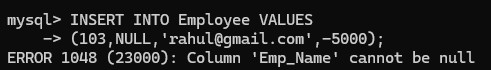 mysql> INSERT INTO Employee VALUES
    -> (103,NULL,'rahul@gmail.com',-5000);
ERROR 1048 (23000): Column 'Emp_Name' cannot be null